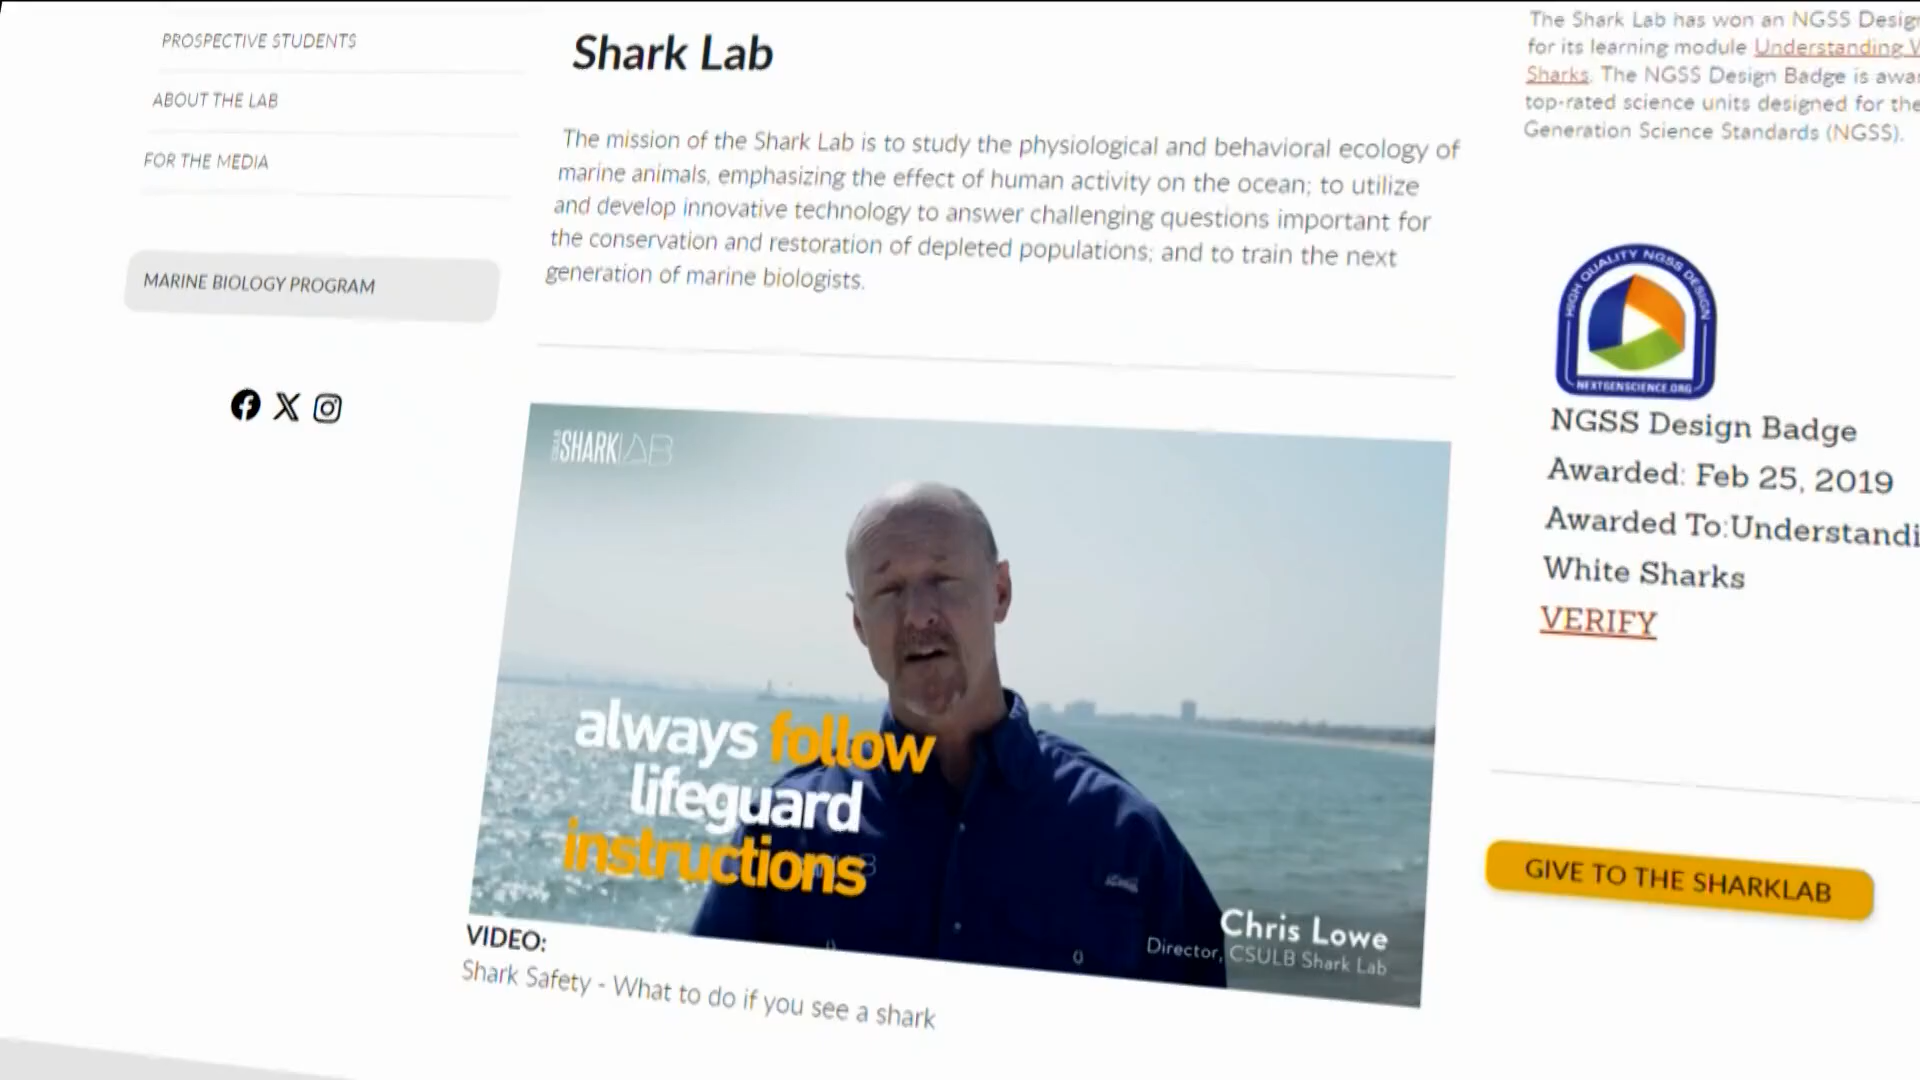 PROSPECTIVE STUDENTS
ABOUT THE LAB
FOR THE MEDIA
MARINE BIOLOGY PROGRAM
Shark Lab
The mission of the Shark Lab is to study the physiological and behavioral ecology of
marine animals, emphasizing the effect of human activity on the ocean; to utilize
and develop innovative technology to answer challenging questions important for
the conservation and restoration of depleted populations; and to train the next
generation of marine biologists.
CSULB SHARKLAB
always follow
lifeguard
instructions
Chris Lowe
Director, CSULB Shark Lab
VIDEO:
Shark Safety - What to do if you see a shark
The Shark Lab has won an NGSS Design
for its learning module Understanding
Sharks. The NGSS Design Badge is
top-rated science units designed for the
Generation Science Standards (NGSS).
HIGH QUALITY NGSS DESIGN
NEXTGENSCIENCE.ORG
NGSS Design Badge
Awarded: Feb 25, 2019
Awarded To:Understandi
White Sharks
VERIFY
GIVE TO THE SHARKLAB